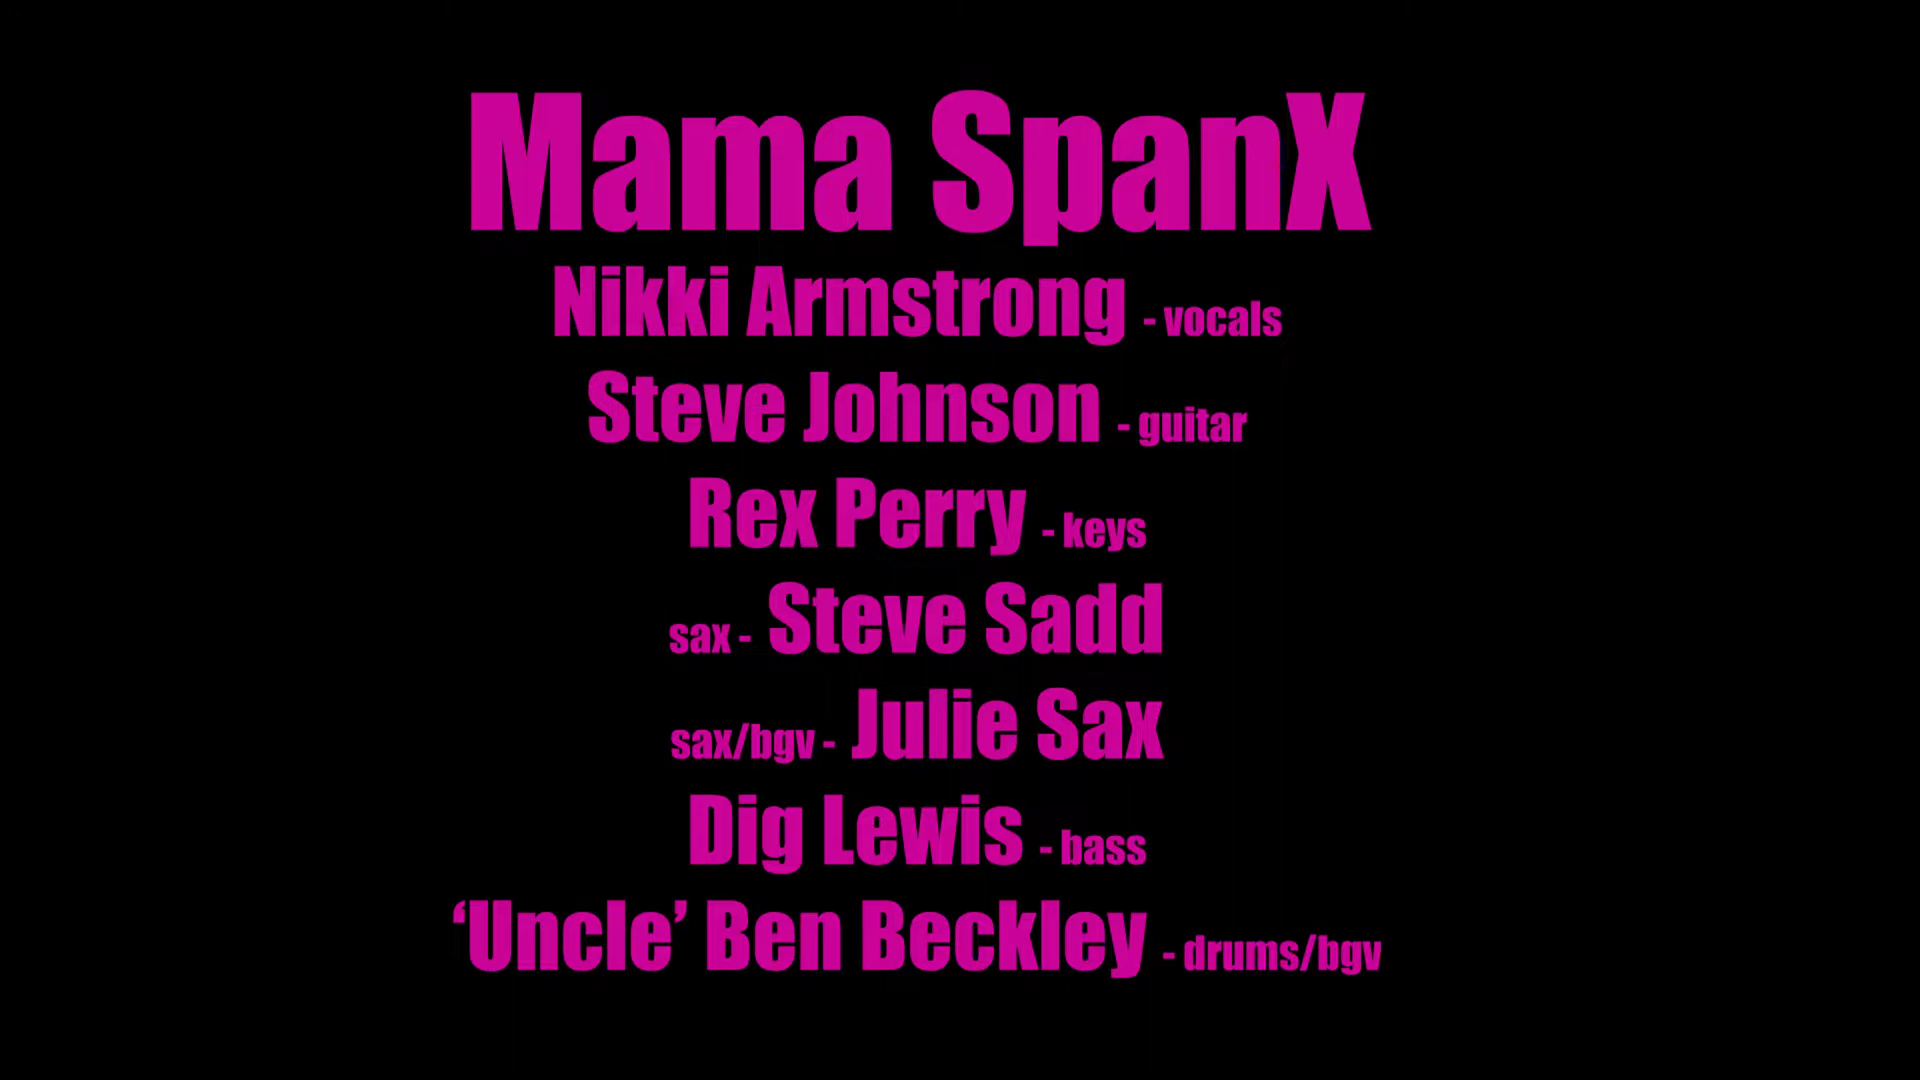 Mama SpanX
Nikki Armstrong - vocals
Steve Johnson - guitar
Rex Perry - keys
sax - Steve Sadd
sax/bgv - Julie Sax
Dig Lewis - bass
‘Uncle’ Ben Beckley - drums/bgv